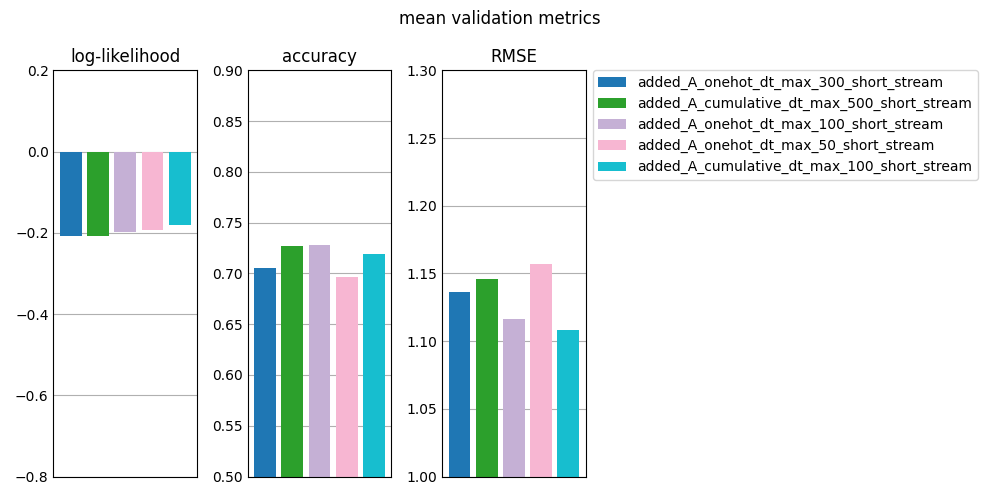 mean validation metrics
log-likelihood
0.2
0.0
−0.2
−0.4
−0.6
−0.8
accuracy
0.90
0.85
0.80
0.75
0.70
0.65
0.60
0.55
0.50
RMSE
1.30
1.25
1.20
1.15
1.10
1.05
1.00
added_A_onehot_dt_max_300_short_stream
added_A_cumulative_dt_max_500_short_stream
added_A_onehot_dt_max_100_short_stream
added_A_onehot_dt_max_50_short_stream
added_A_cumulative_dt_max_100_short_stream